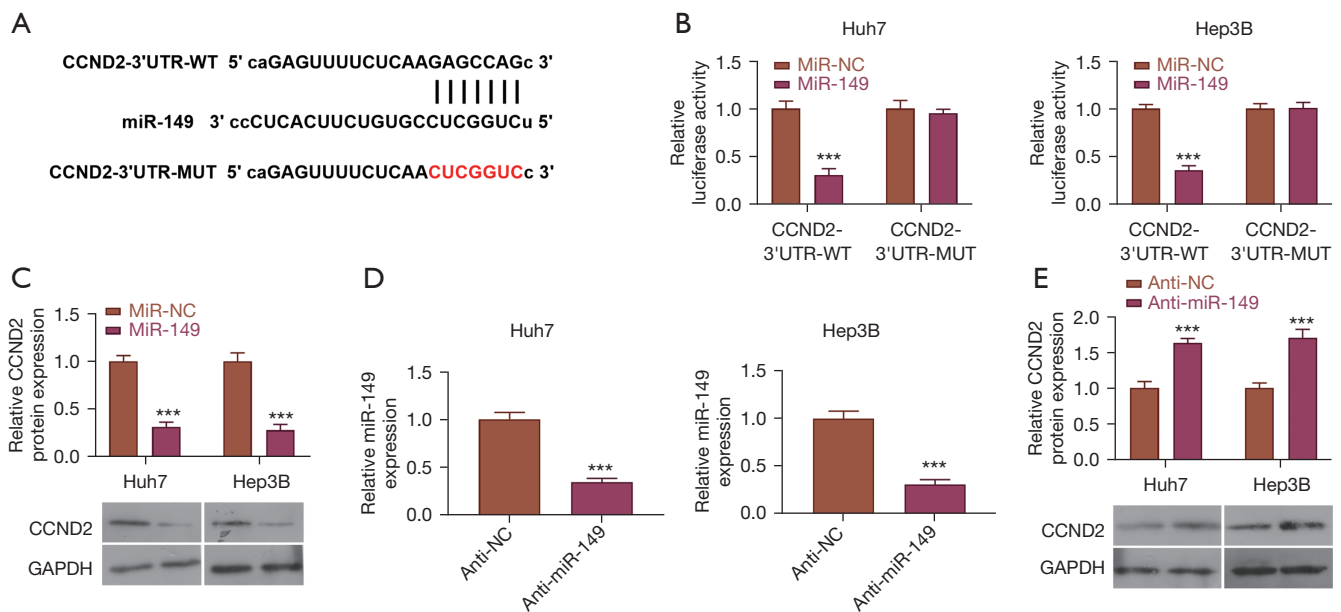 A
CCND2-3'UTR-WT 5' caGAGUUUUCUCAAGAGCCAGc 3'
miR-149 3' ccCUCACUUCUGUGCCUCGGUCu 5'
CCND2-3'UTR-MUT 5' caGAGUUUUCUCAACUCGGUCc 3'
B
Huh7
MiR-NC
MiR-149
Relative
luciferase activity
1.5
1.0
0.5
0.0
***
CCND2-
3'UTR-WT
CCND2-
3'UTR-MUT
Hep3B
MiR-NC
MiR-149
Relative
luciferase activity
1.5
1.0
0.5
0.0
***
CCND2-
3'UTR-WT
CCND2-
3'UTR-MUT
C
MiR-NC
MiR-149
Relative CCND2
protein expression
1.5
1.0
0.5
0.0
***
***
Huh7
Hep3B
CCND2
GAPDH
D
Huh7
Relative miR-149
expression
1.5
1.0
0.5
0.0
***
Anti-NC
Anti-miR-149
Hep3B
Relative miR-149
expression
1.5
1.0
0.5
0.0
***
Anti-NC
Anti-miR-149
E
Anti-NC
Anti-miR-149
Relative CCND2
protein expression
2.0
1.5
1.0
0.5
0.0
***
***
Huh7
Hep3B
CCND2
GAPDH